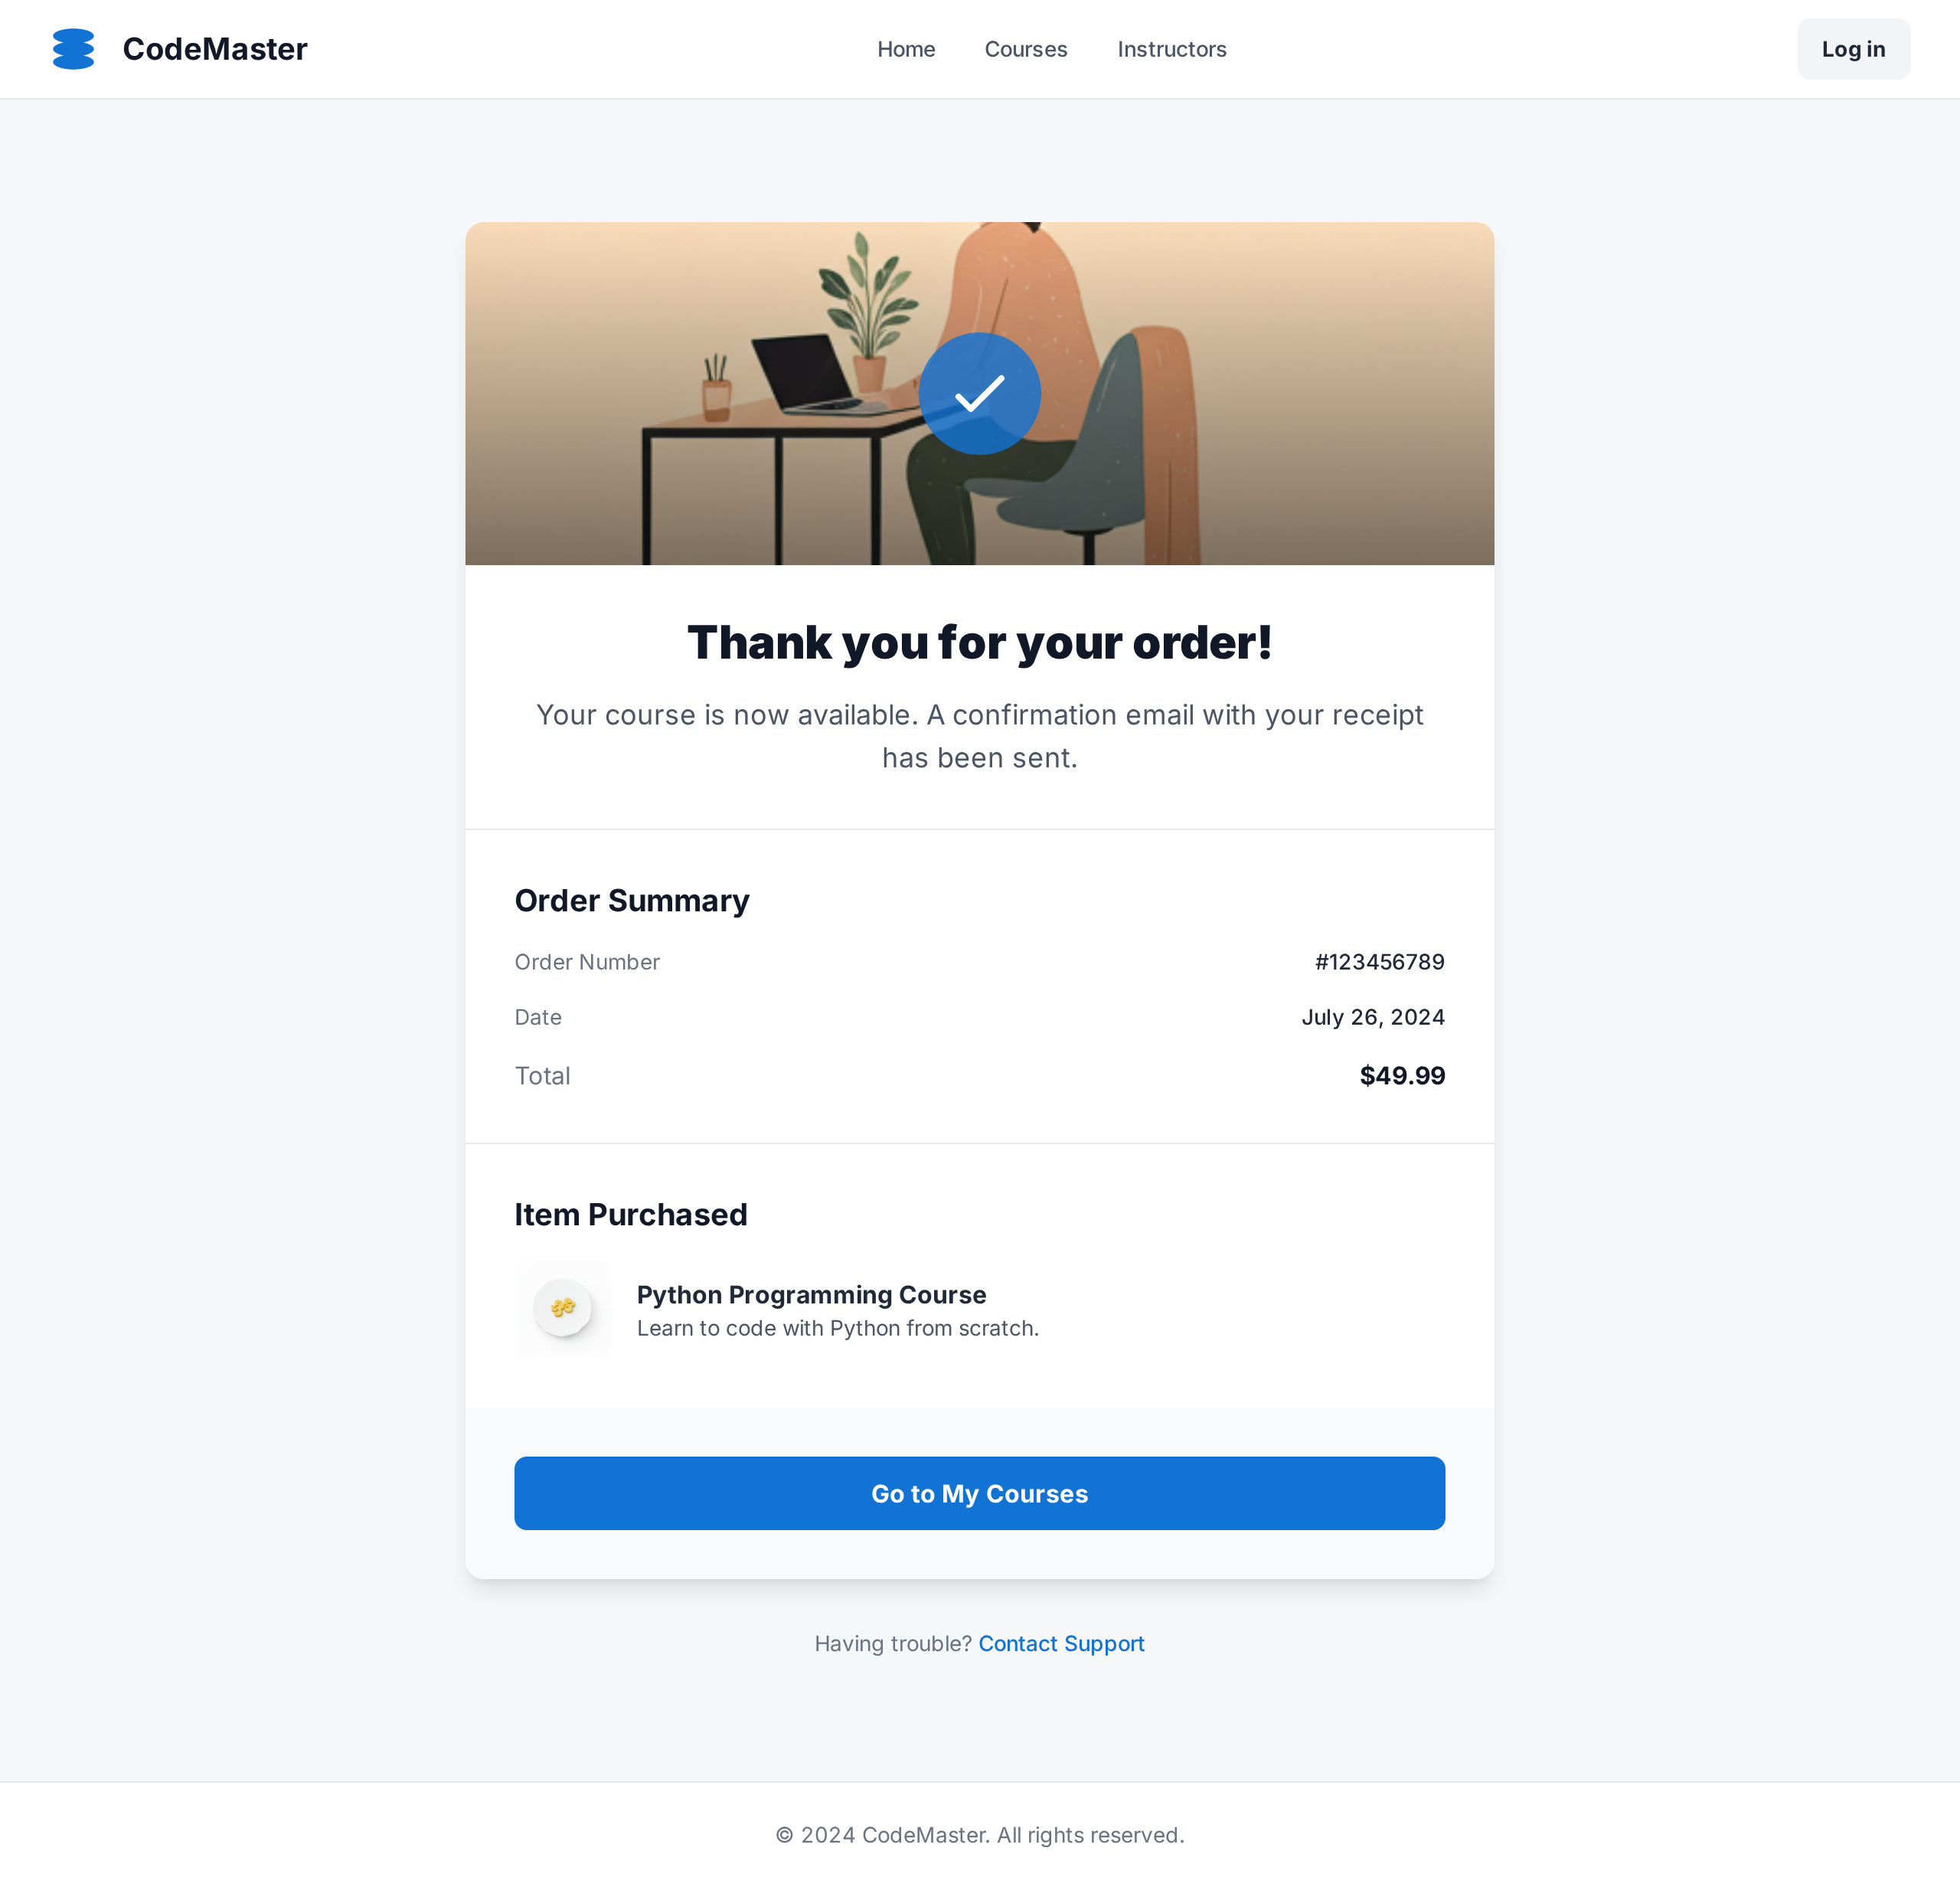 CodeMaster
Home
Courses
Instructors
Log in
Thank you for your order!
Your course is now available. A confirmation email with your receipt
has been sent.
Order Summary
Order Number
#123456789
Date
July 26, 2024
Total
$49.99
Item Purchased
Python Programming Course
Learn to code with Python from scratch.
Go to My Courses
Having trouble? Contact Support
© 2024 CodeMaster. All rights reserved.